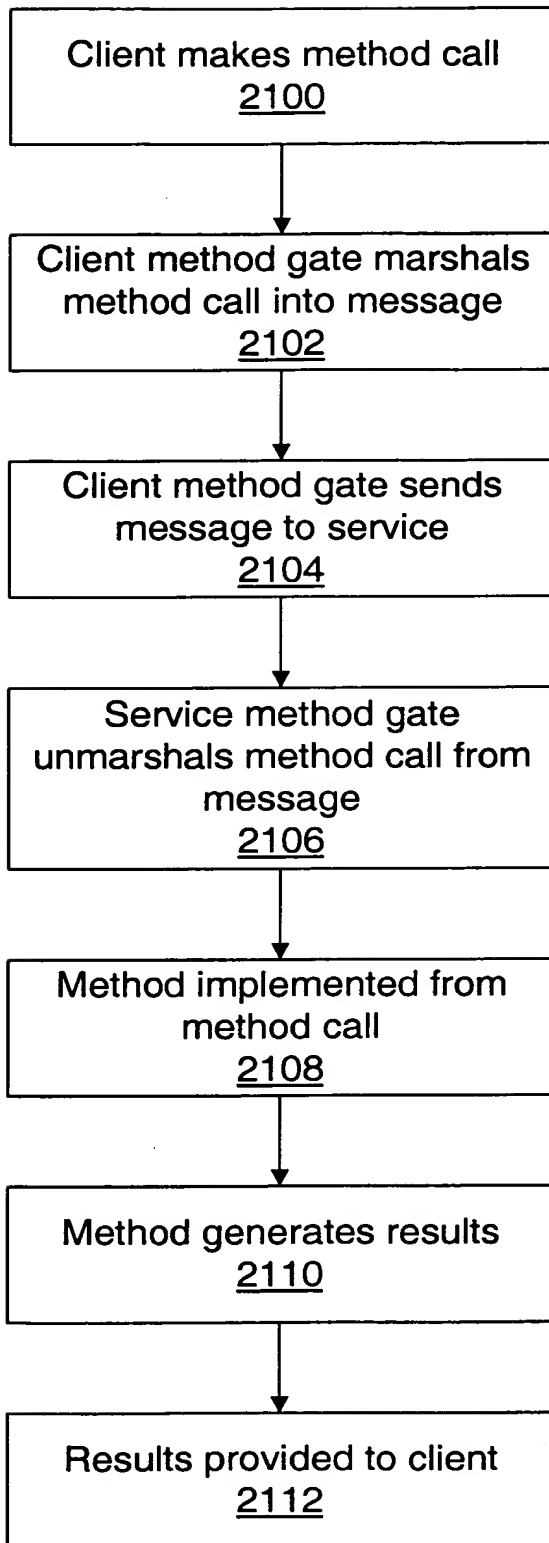 Client makes method call
2100
Client method gate marshals
method call into message
2102
Client method gate sends
message to service
2104
Service method gate
unmarshals method call from
message
2106
Method implemented from
method call
2108
Method generates results
2110
Results provided to client
2112